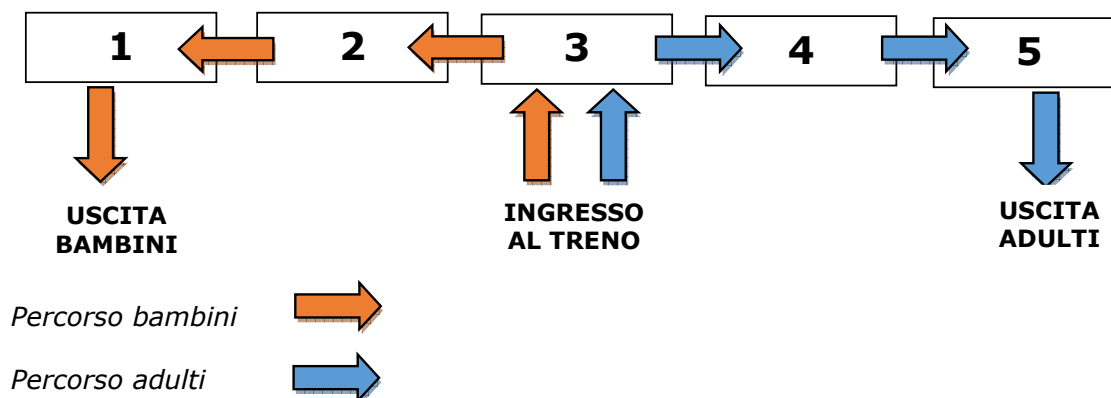 1
2
3
4
5
USCITA
BAMBINI
INGRESSO
AL TRENO
USCITA
ADULTI
Percorso bambini
Percorso adulti